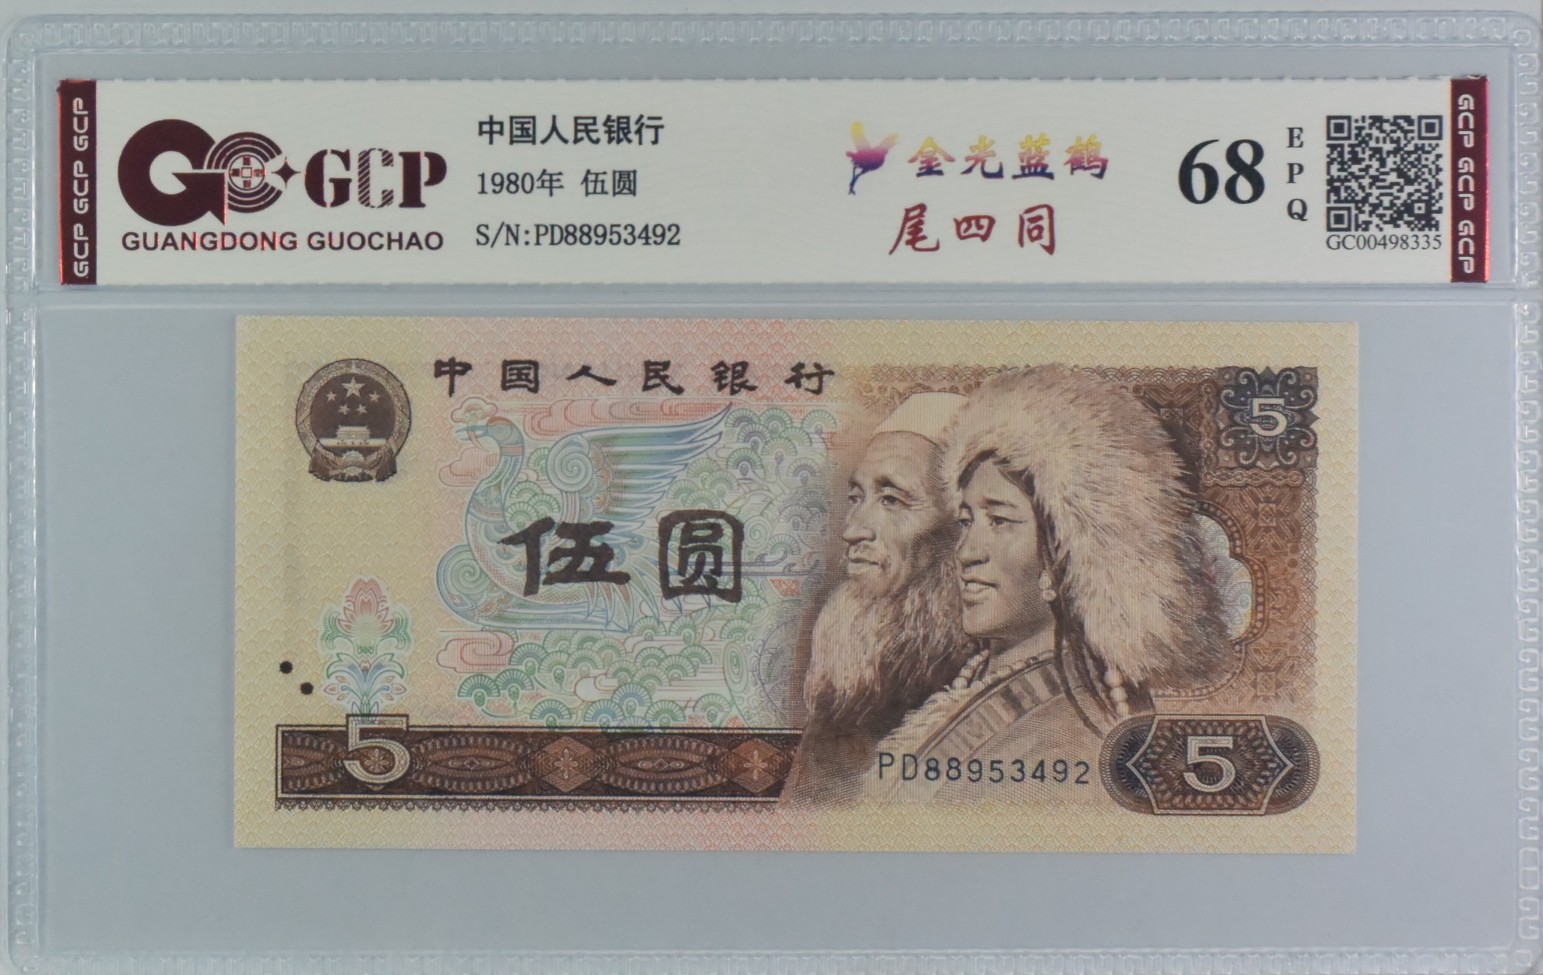 GCP GCP GCP
GCP
GUANGDONG GUOCHAO
中国人民银行
1980年 伍圆
S/N:PD88953492
金光蓝鹤
尾四同
68
EPQ
GC00498335
GCP GCP GCP
中国人民银行
5
伍圆
5
PD88953492
5